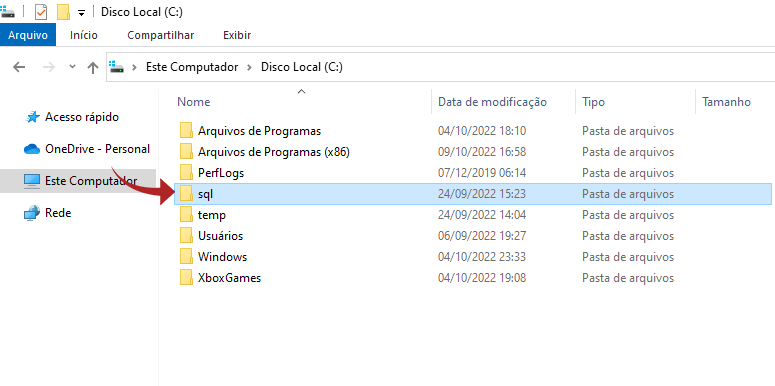 Disco Local (C:)
Arquivo Início Compartilhar Exibir
Este Computador Disco Local (C:)
Acesso rápido
OneDrive - Personal
Este Computador
Rede
Nome Data de modificação Tipo Tamanho
Arquivos de Programas 04/10/2022 18:10 Pasta de arquivos
Arquivos de Programas (x86) 09/10/2022 16:58 Pasta de arquivos
PerfLogs 07/12/2019 06:14 Pasta de arquivos
sql 24/09/2022 15:23 Pasta de arquivos
temp 24/09/2022 14:04 Pasta de arquivos
Usuários 06/09/2022 19:27 Pasta de arquivos
Windows 04/10/2022 23:33 Pasta de arquivos
XboxGames 04/10/2022 19:08 Pasta de arquivos